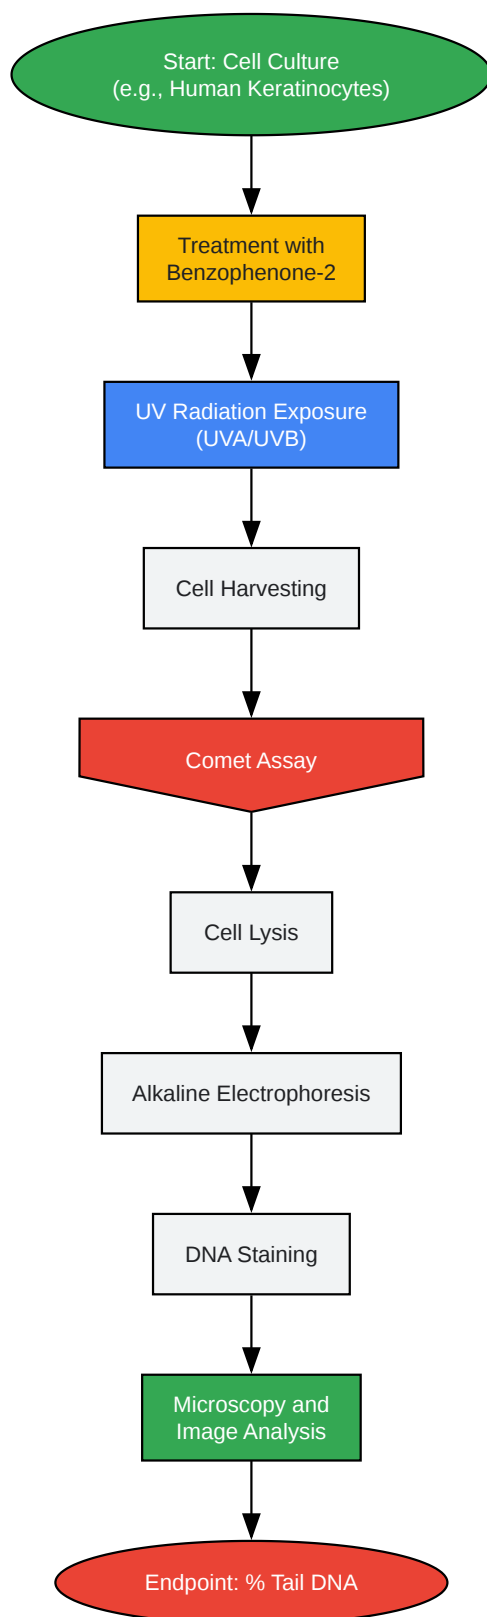 Start: Cell Culture
(e.g., Human Keratinocytes)
Treatment with
Benzophenone-2
UV Radiation Exposure
(UVA/UVB)
Cell Harvesting
Comet Assay
Cell Lysis
Alkaline Electrophoresis
DNA Staining
Microscopy and
Image Analysis
Endpoint: % Tail DNA